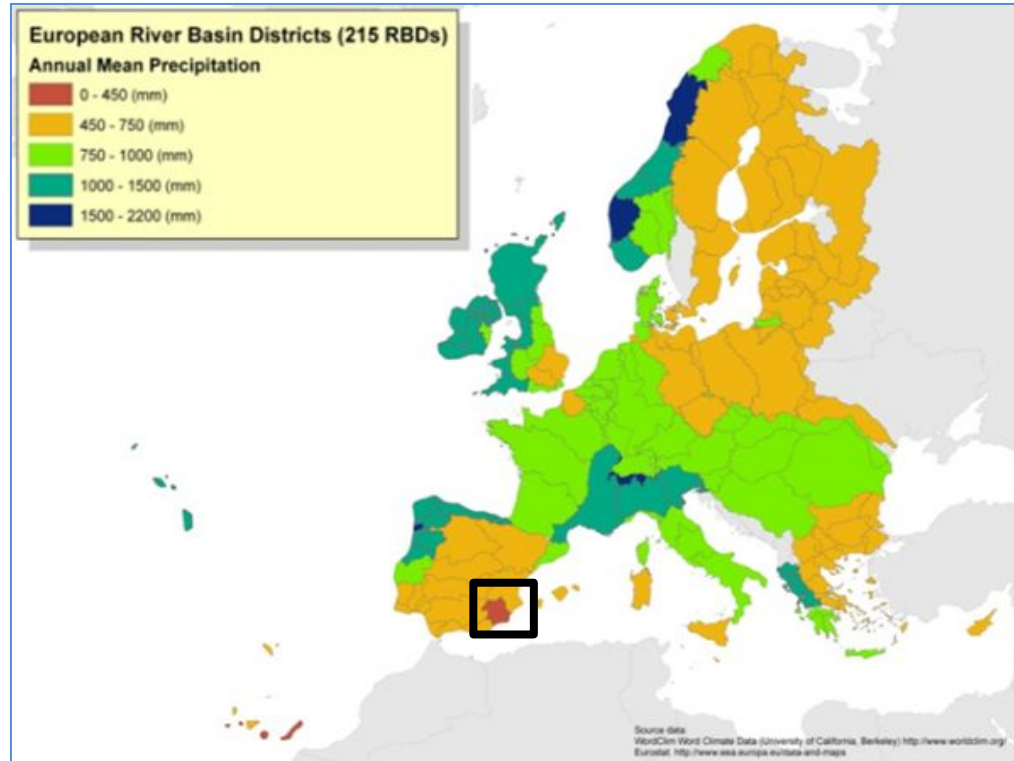 European River Basin Districts (215 RBDs)
Annual Mean Precipitation
0 - 450 (mm)
450 - 750 (mm)
750 - 1000 (mm)
1000 - 1500 (mm)
1500 - 2200 (mm)
Source data:
WorldClim Word Climate Data (University of California, Berkeley) http://www.worldclim.org/
Eurostat: http://www.eea.europa.eu/data-and-maps